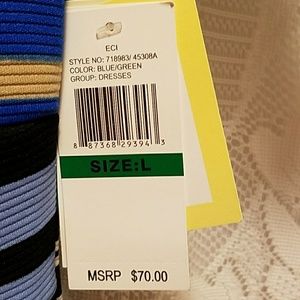 ECI
STYLE NO: 718983/ 45308A
COLOR: BLUE/GREEN
GROUP: DRESSES
8 87368 29394 3
SIZE:L
MSRP $70.00